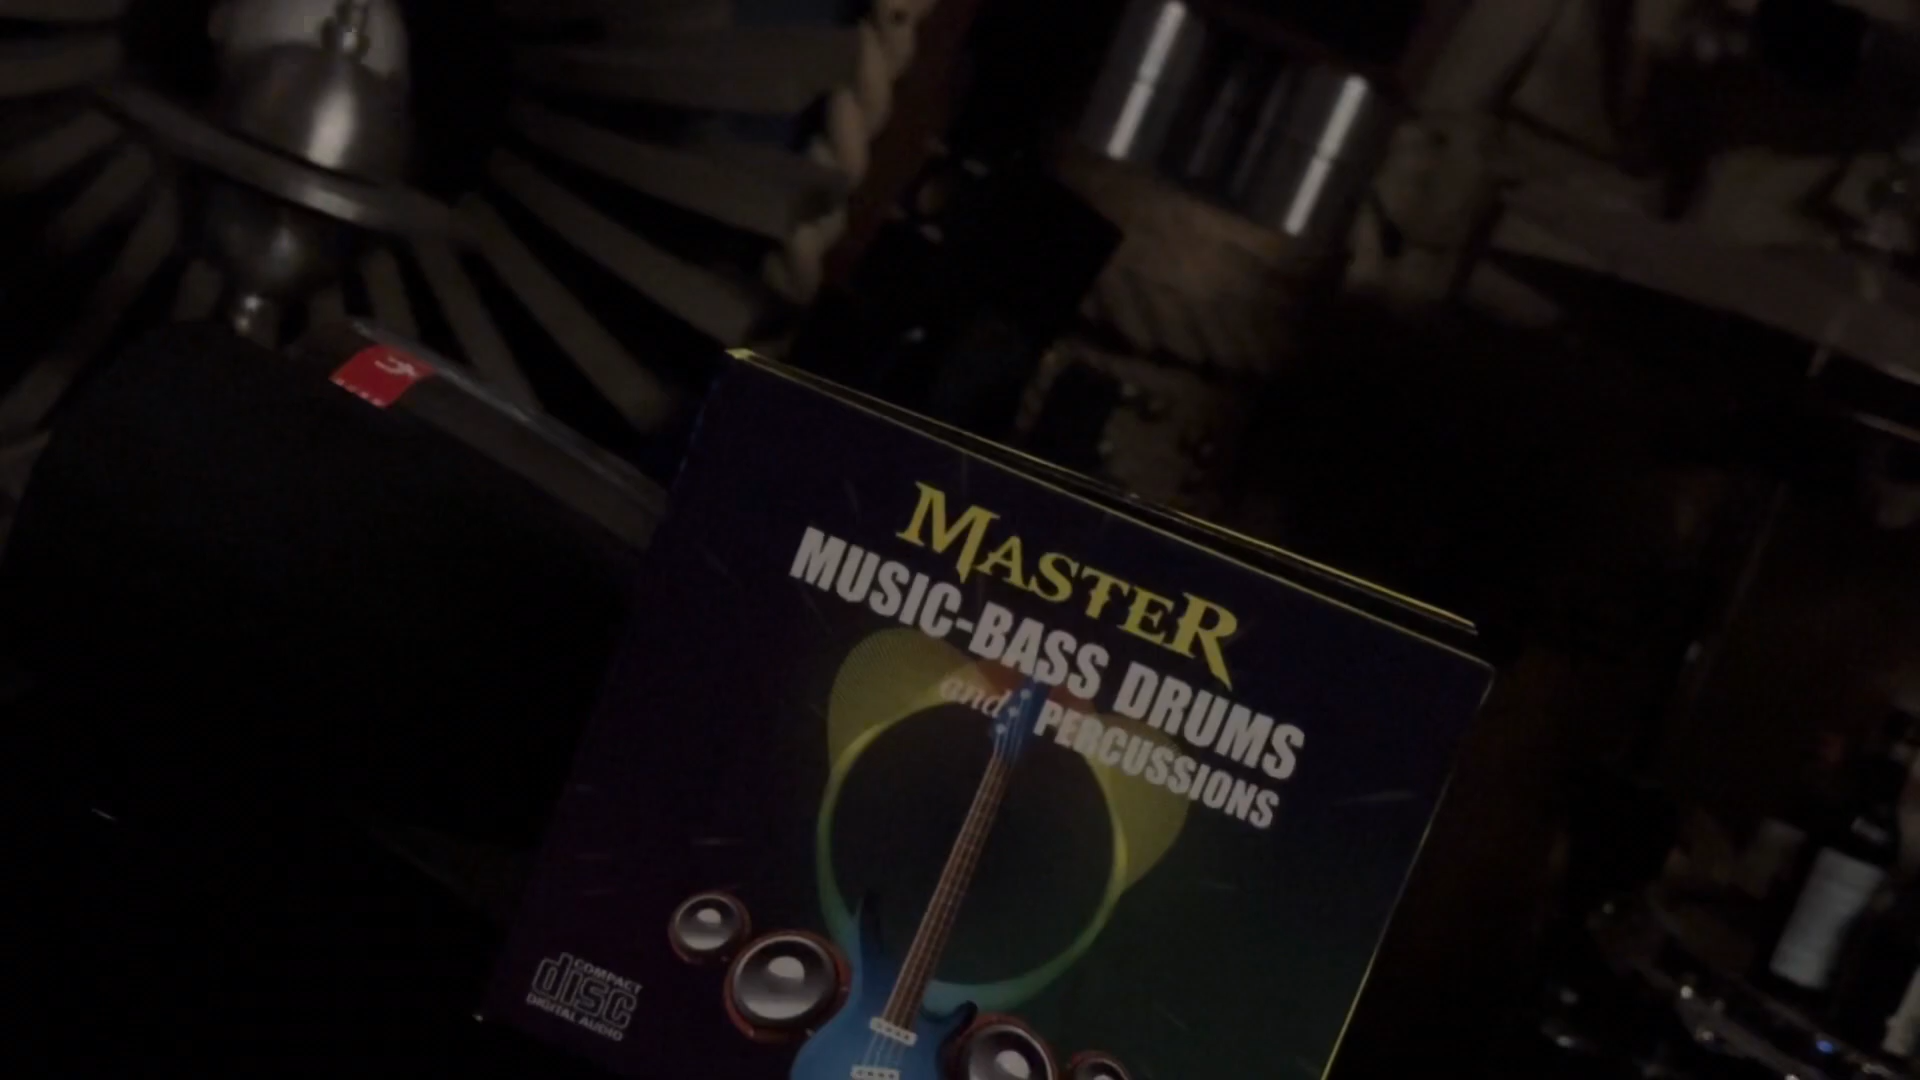 MASTER
MUSIC-BASS DRUMS
and PERCUSSIONS
COMPACT
disc
DIGITAL AUDIO